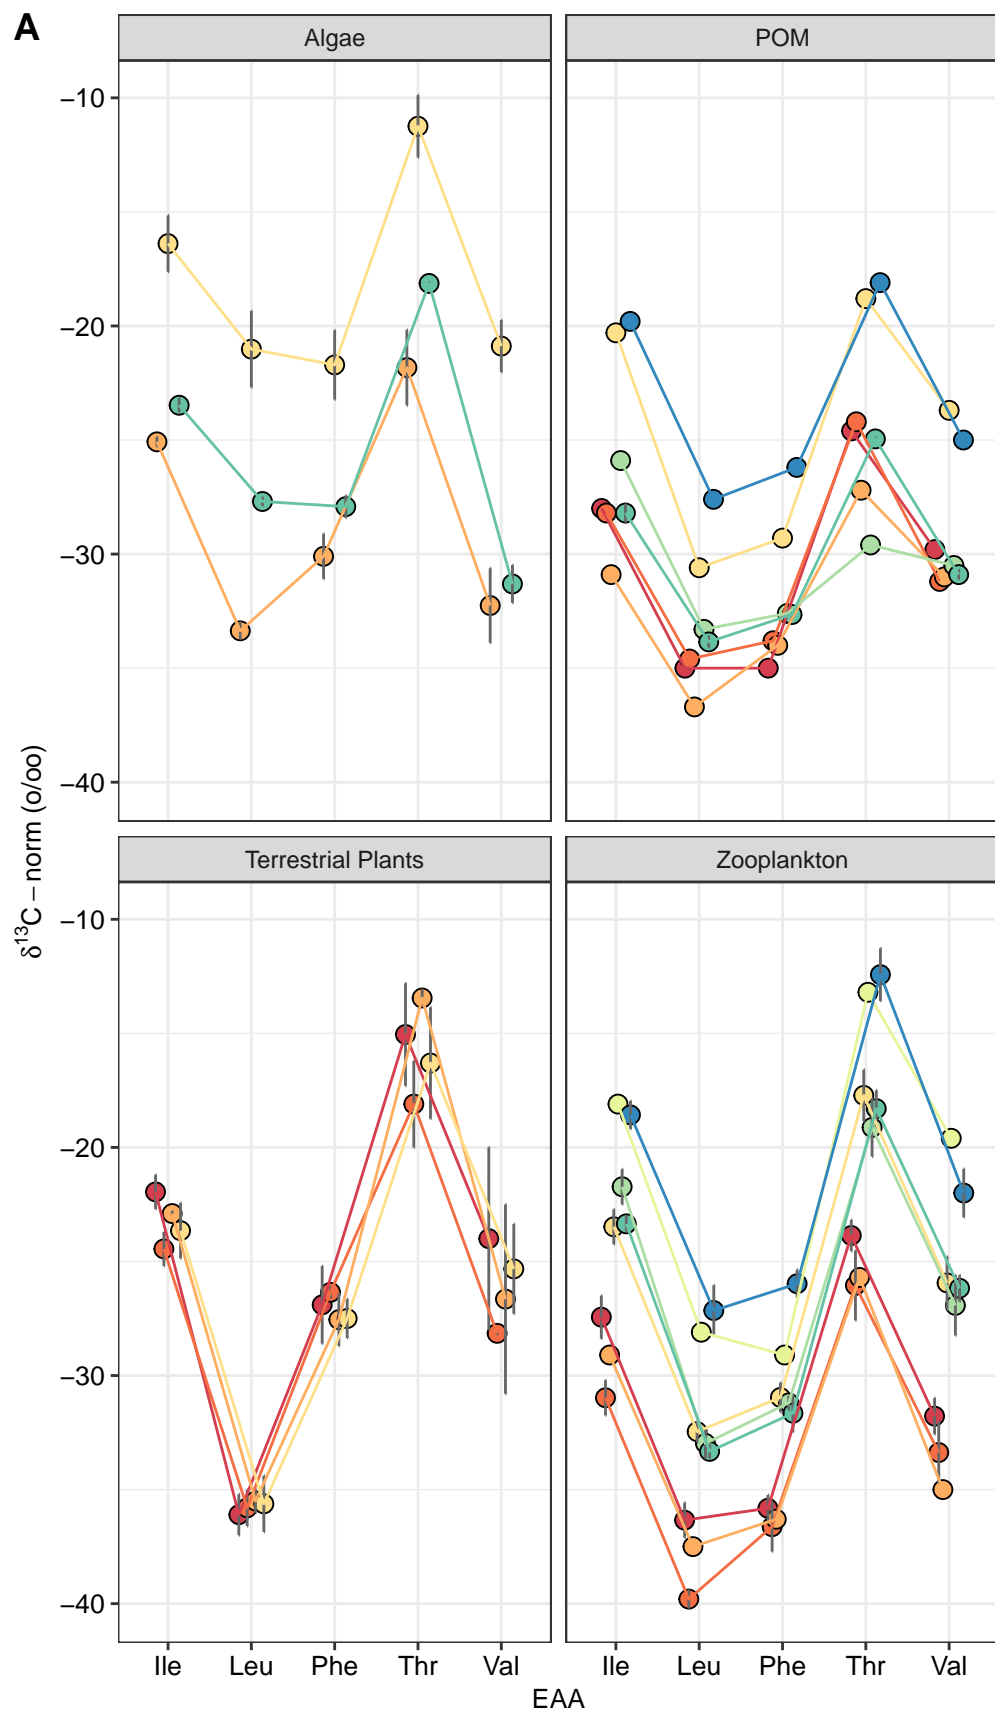 A
Algae
POM
−10
−20
−30
−40
Terrestrial Plants
Zooplankton
−10
−20
−30
−40
δ13C − norm (o/oo)
Ile Leu Phe Thr Val
Ile Leu Phe Thr Val
EAA